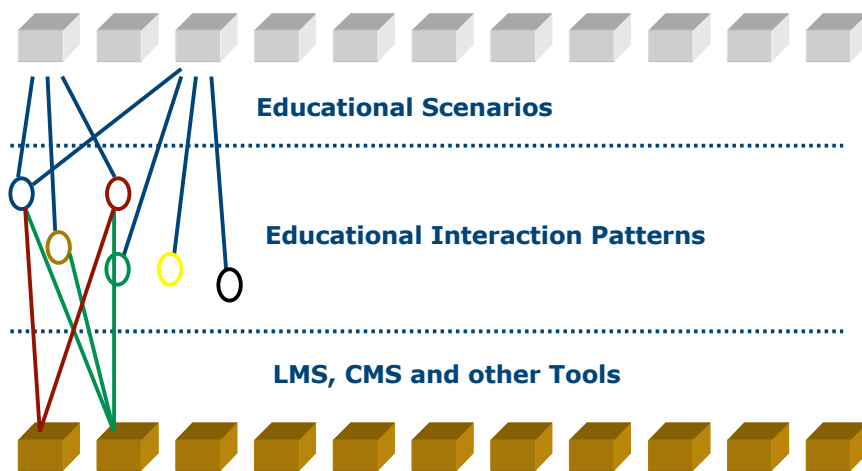 Educational Scenarios
Educational Interaction Patterns
LMS, CMS and other Tools